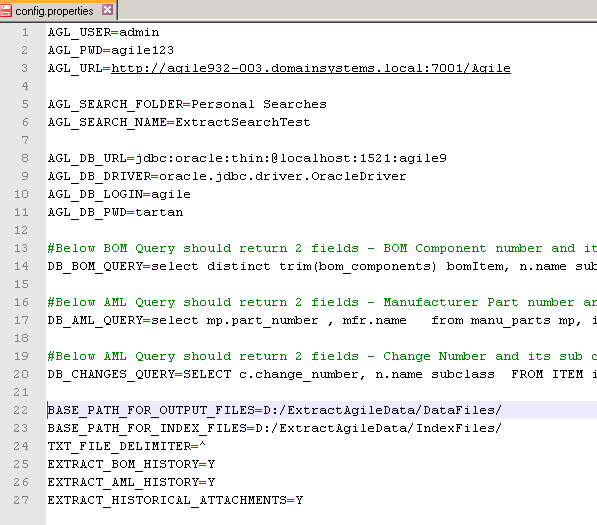 config.properties
1 AGL_USER=admin
2 AGL_PWD=agile123
3 AGL_URL=http://agile932-003.domainsystems.local:7001/Agile
4
5 AGL_SEARCH_FOLDER=Personal Searches
6 AGL_SEARCH_NAME=ExtractSearchTest
7
8 AGL_DB_URL=jdbc:oracle:thin:@localhost:1521:agile9
9 AGL_DB_DRIVER=oracle.jdbc.driver.OracleDriver
10 AGL_DB_LOGIN=agile
11 AGL_DB_PWD=tartan
12
13 #Below BOM Query should return 2 fields - BOM Component number and it
14 DB_BOM_QUERY=select distinct trim(bom_components) bomItem, n.name sub
15
16 #Below AML Query should return 2 fields - Manufacturer Part number an
17 DB_AML_QUERY=select mp.part_number , mfr.name   from manu_parts mp, i
18
19 #Below AML Query should return 2 fields - Change Number and its sub c
20 DB_CHANGES_QUERY=SELECT c.change_number, n.name subclass  FROM ITEM i
21
22 BASE_PATH_FOR_OUTPUT_FILES=D:/ExtractAgileData/DataFiles/
23 BASE_PATH_FOR_INDEX_FILES=D:/ExtractAgileData/IndexFiles/
24 TXT_FILE_DELIMITER=^
25 EXTRACT_BOM_HISTORY=Y
26 EXTRACT_AML_HISTORY=Y
27 EXTRACT_HISTORICAL_ATTACHMENTS=Y